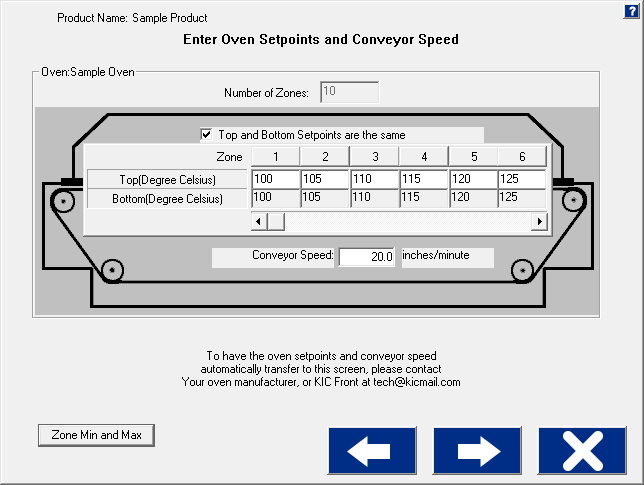 Product Name: Sample Product
?
Enter Oven Setpoints and Conveyor Speed
Oven:Sample Oven
Number of Zones: 10
Top and Bottom Setpoints are the same
Zone 1 2 3 4 5 6
Top(Degree Celsius) 100 105 110 115 120 125
Bottom(Degree Celsius) 100 105 110 115 120 125
Conveyor Speed: 20.0 inches/minute
To have the oven setpoints and conveyor speed
automatically transfer to this screen, please contact
Your oven manufacturer, or KIC Front at tech@kicmail.com
Zone Min and Max